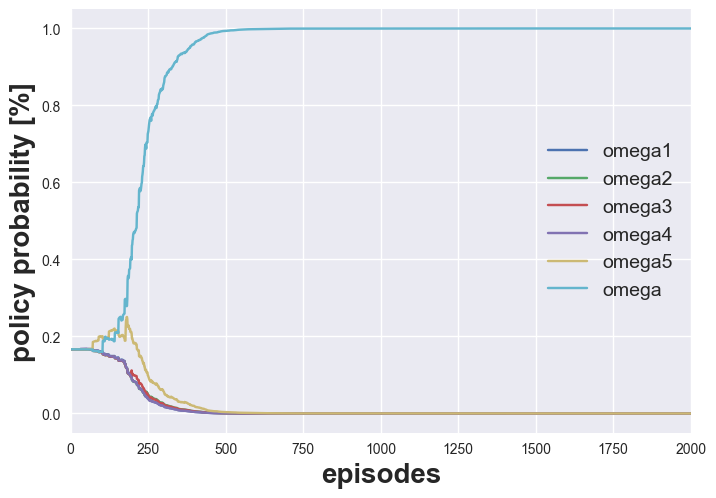 1.0
0.8
0.6
0.4
0.2
0.0
policy probability [%]
omega1
omega2
omega3
omega4
omega5
omega
0 250 500 750 1000 1250 1500 1750 2000
episodes